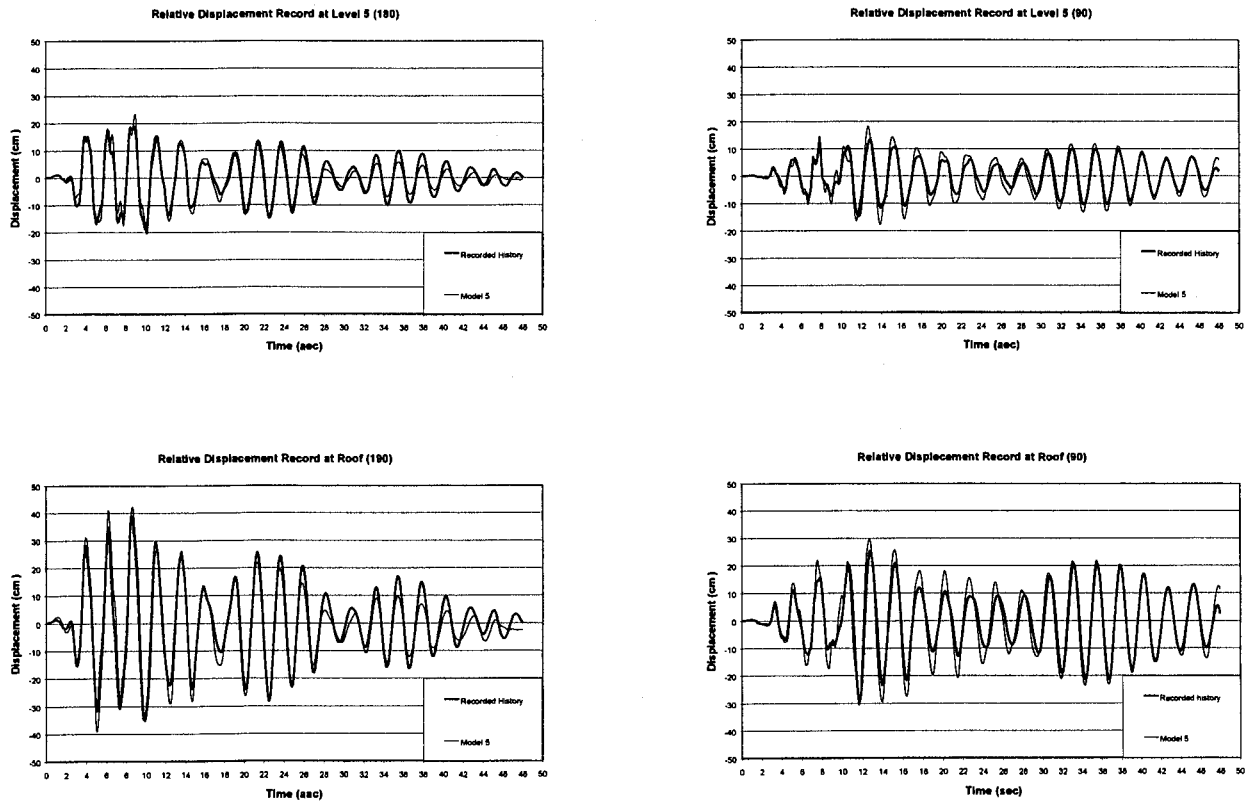 Relative Displacement Record at Level 5 (180)
50
40
30
20
10
0
-10
-20
-30
-40
-50
Displacement (cm)
Recorded History
Model 5
0 2 4 6 8 10 12 14 16 18 20 22 24 26 28 30 32 34 36 38 40 42 44 46 48 50
Time (sec)
Relative Displacement Record at Level 5 (90)
50
40
30
20
10
0
-10
-20
-30
-40
-50
Displacement (cm)
Recorded History
Model 5
0 2 4 6 8 10 12 14 16 18 20 22 24 26 28 30 32 34 36 38 40 42 44 46 48 50
Time (sec)
Relative Displacement Record at Roof (190)
50
40
30
20
10
0
-10
-20
-30
-40
-50
Displacement (cm)
Recorded History
Model 5
0 2 4 6 8 10 12 14 16 18 20 22 24 26 28 30 32 34 36 38 40 42 44 46 48 50
Time (sec)
Relative Displacement Record at Roof (90)
50
40
30
20
10
0
-10
-20
-30
-40
-50
Displacement (cm)
Recorded history
Model 5
0 2 4 6 8 10 12 14 16 18 20 22 24 26 28 30 32 34 36 38 40 42 44 46 48 50
Time (sec)